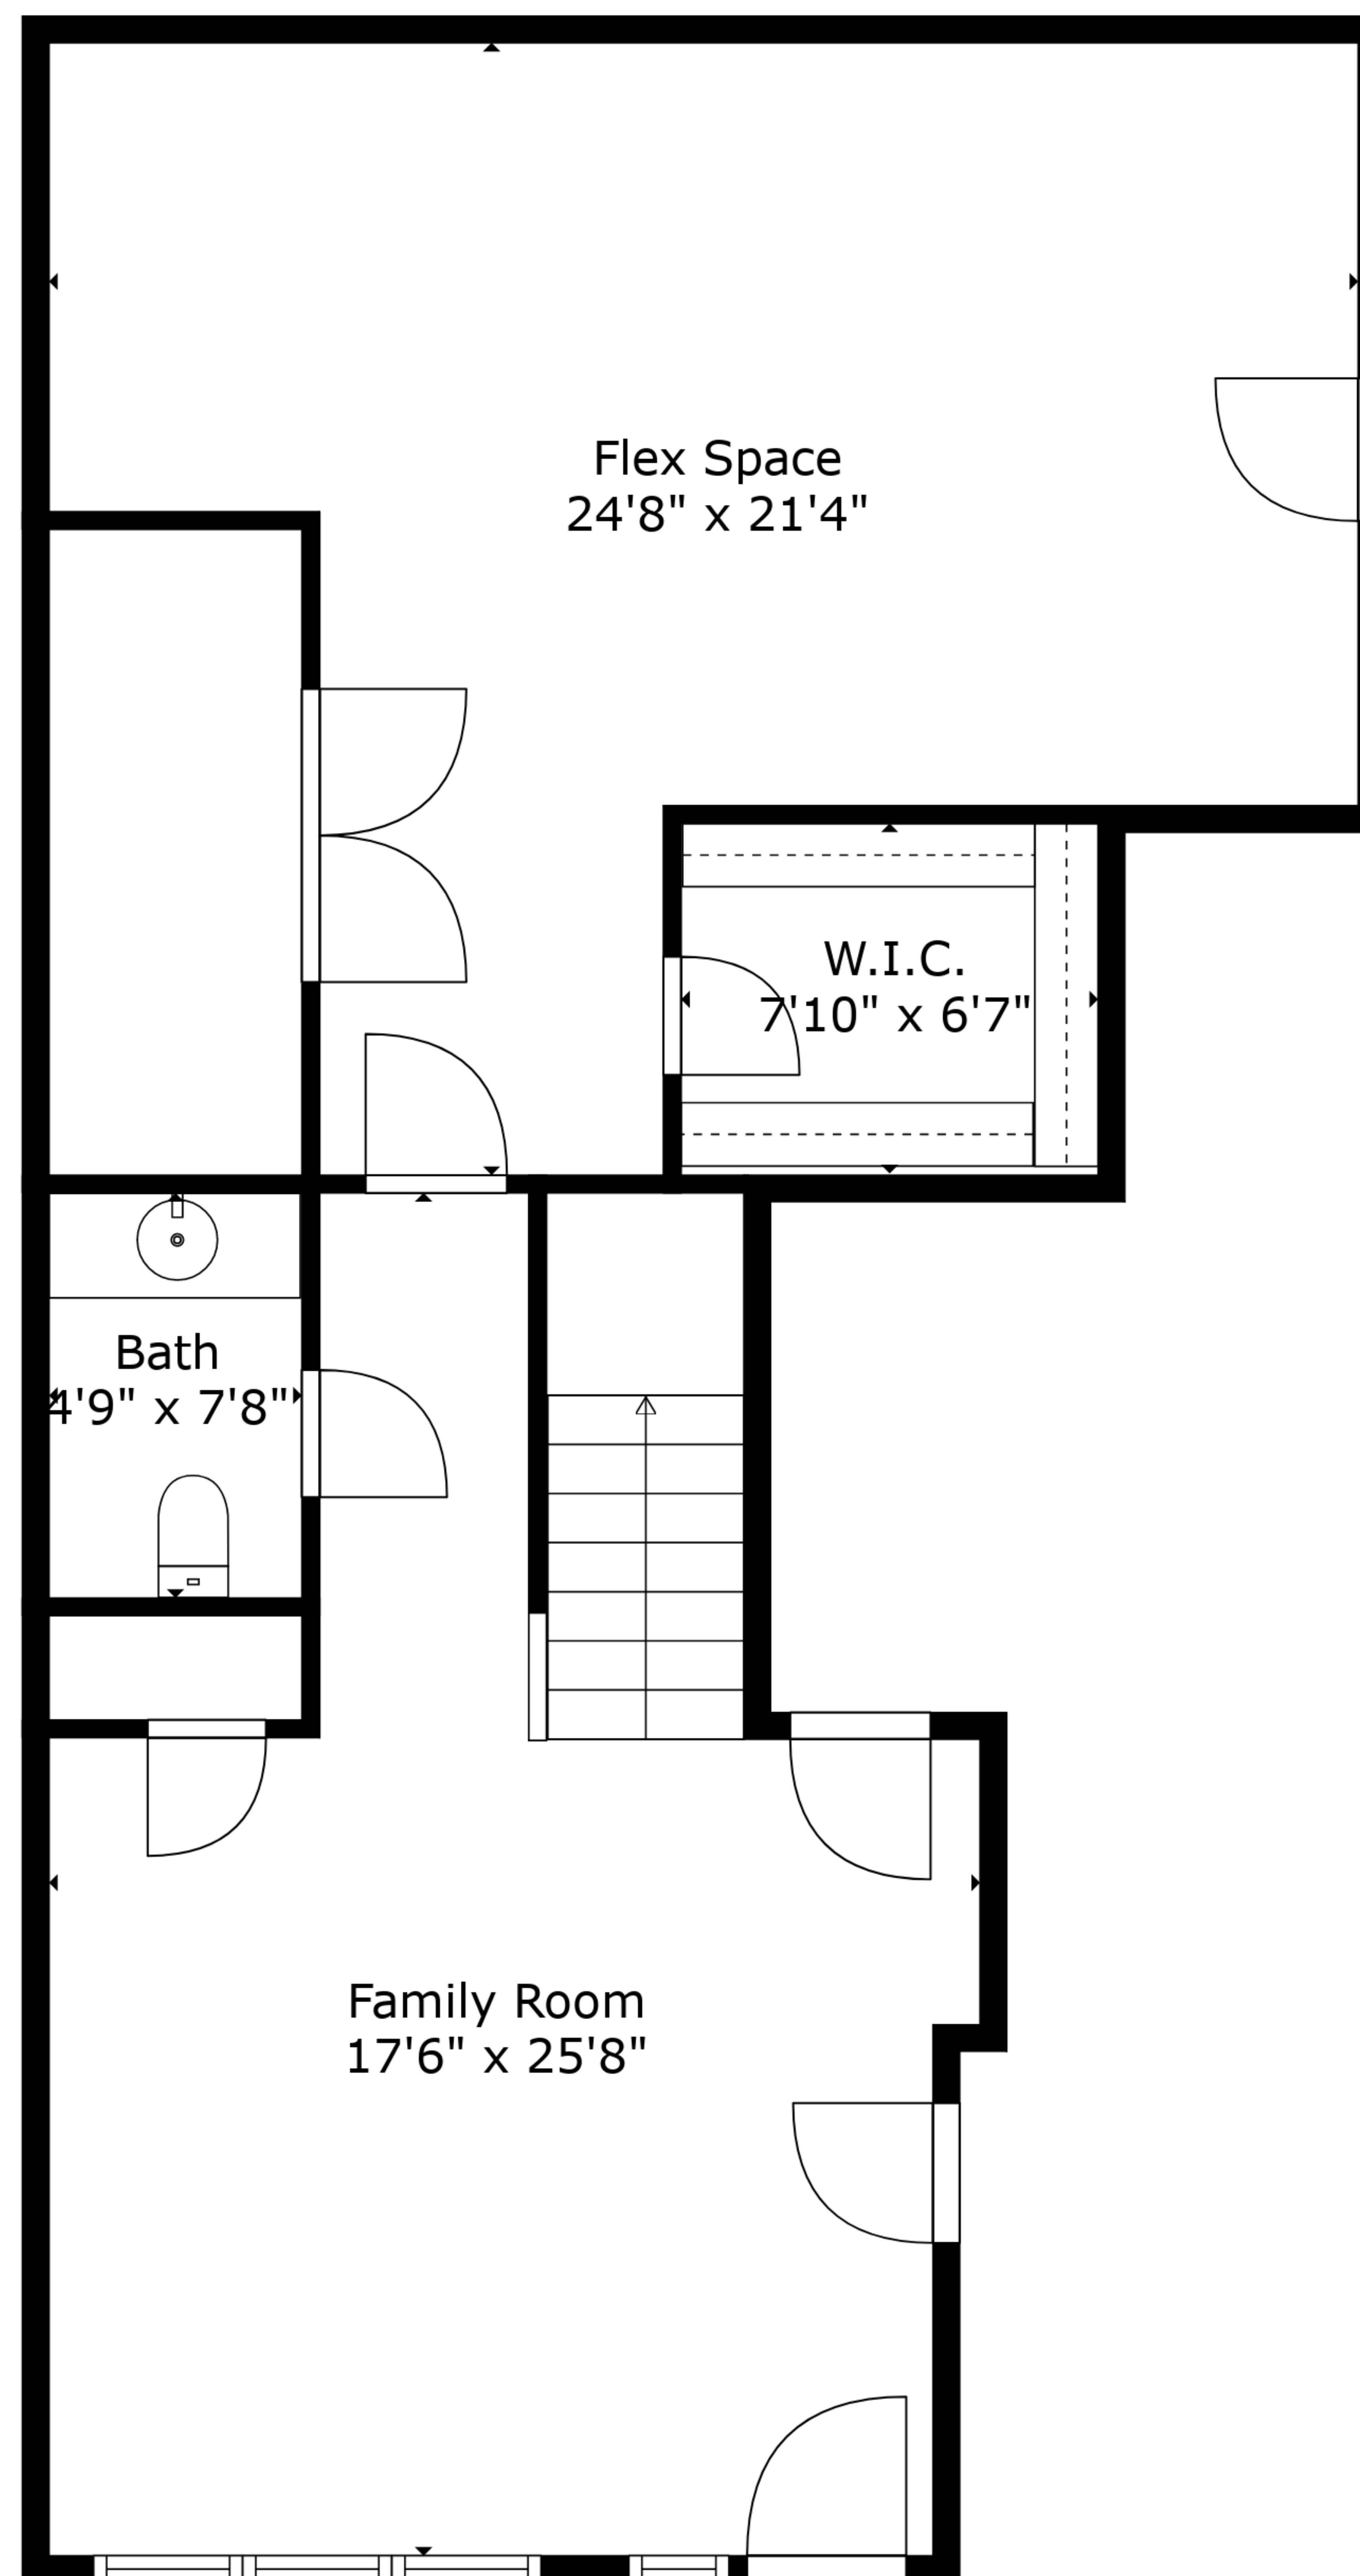 Flex Space
24'8" x 21'4"
W.I.C.
7'10" x 6'7"
Bath
4'9" x 7'8"
Family Room
17'6" x 25'8"